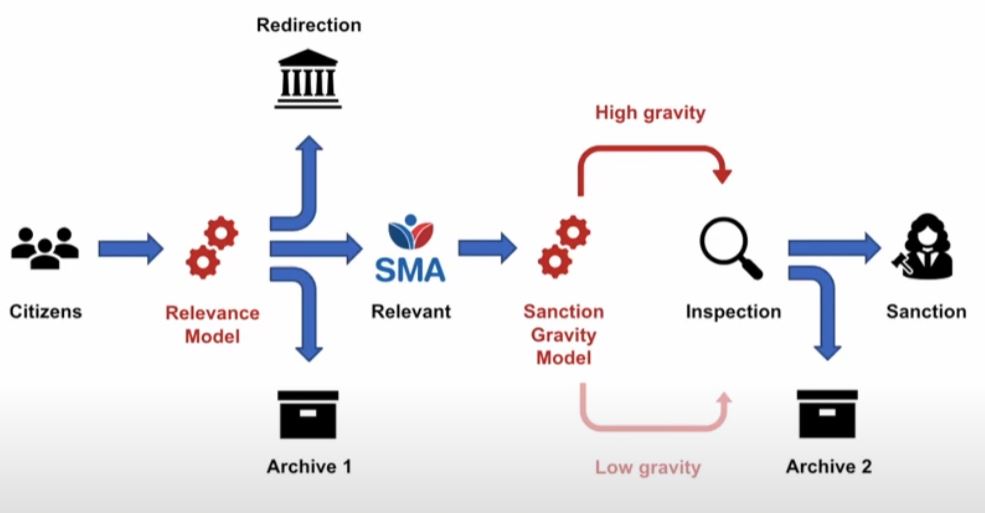 Redirection
High gravity
SMA
Citizens
Relevance
Model
Relevant
Sanction
Gravity
Model
Inspection
Sanction
Archive 1
Low gravity
Archive 2